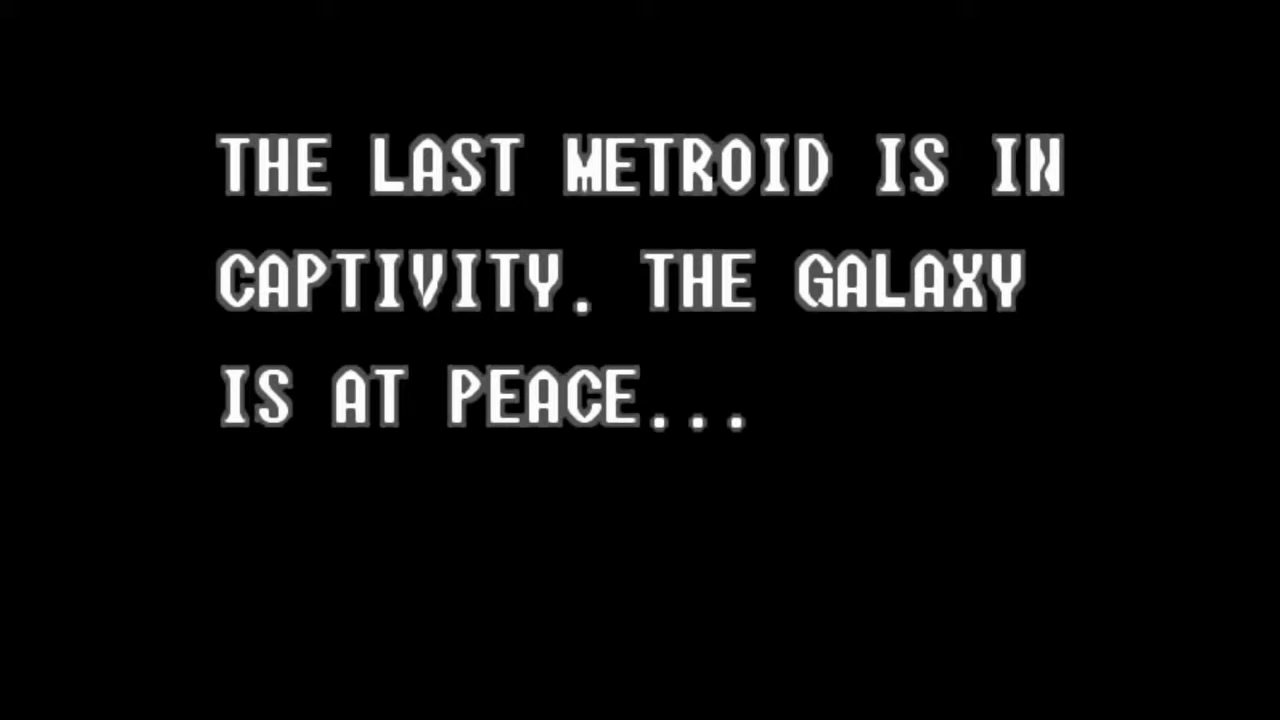 THE LAST METROID IS IN
CAPTIVITY. THE GALAXY
IS AT PEACE...